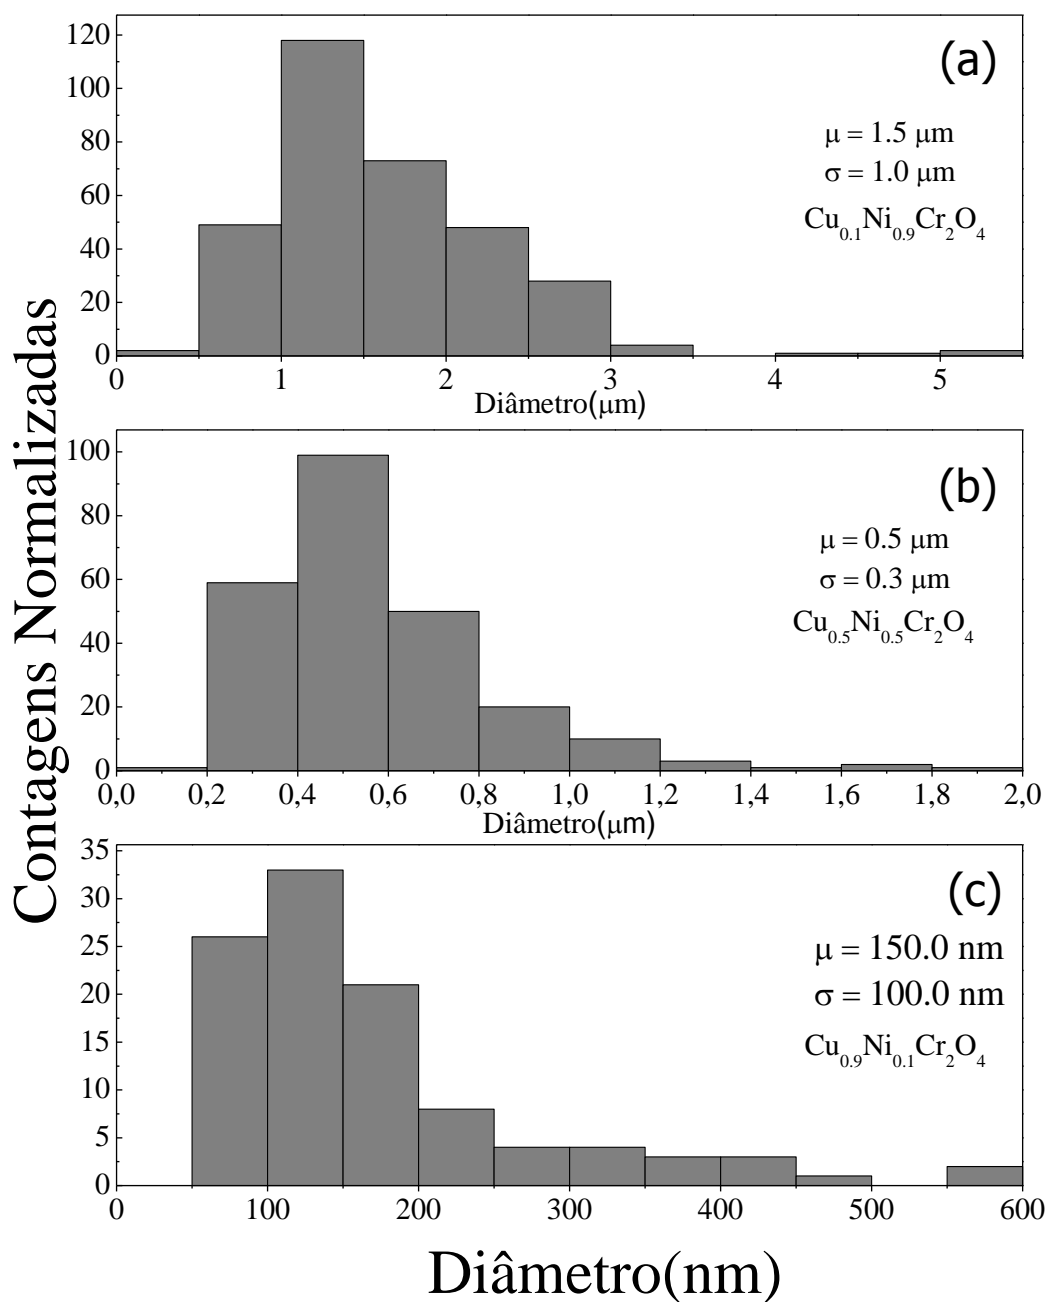 Contagens Normalizadas
120
100
80
60
40
20
0
(a)
μ = 1.5 μm
σ = 1.0 μm
Cu0.1Ni0.9Cr2O4
0 1 2 3 4 5
Diâmetro(μm)
100
80
60
40
20
0
(b)
μ = 0.5 μm
σ = 0.3 μm
Cu0.5Ni0.5Cr2O4
0,0 0,2 0,4 0,6 0,8 1,0 1,2 1,4 1,6 1,8 2,0
Diâmetro(μm)
35
30
25
20
15
10
5
0
(c)
μ = 150.0 nm
σ = 100.0 nm
Cu0.9Ni0.1Cr2O4
0 100 200 300 400 500 600
Diâmetro(nm)